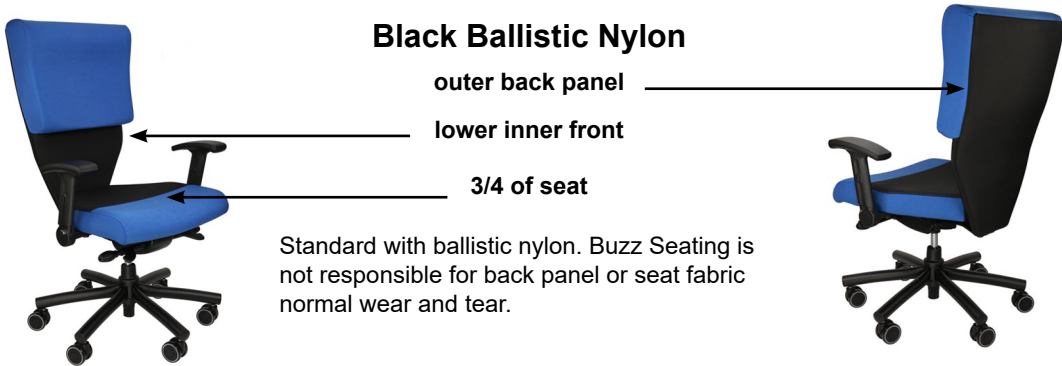 Black Ballistic Nylon
outer back panel
lower inner front
3/4 of seat
Standard with ballistic nylon. Buzz Seating is
not responsible for back panel or seat fabric
normal wear and tear.